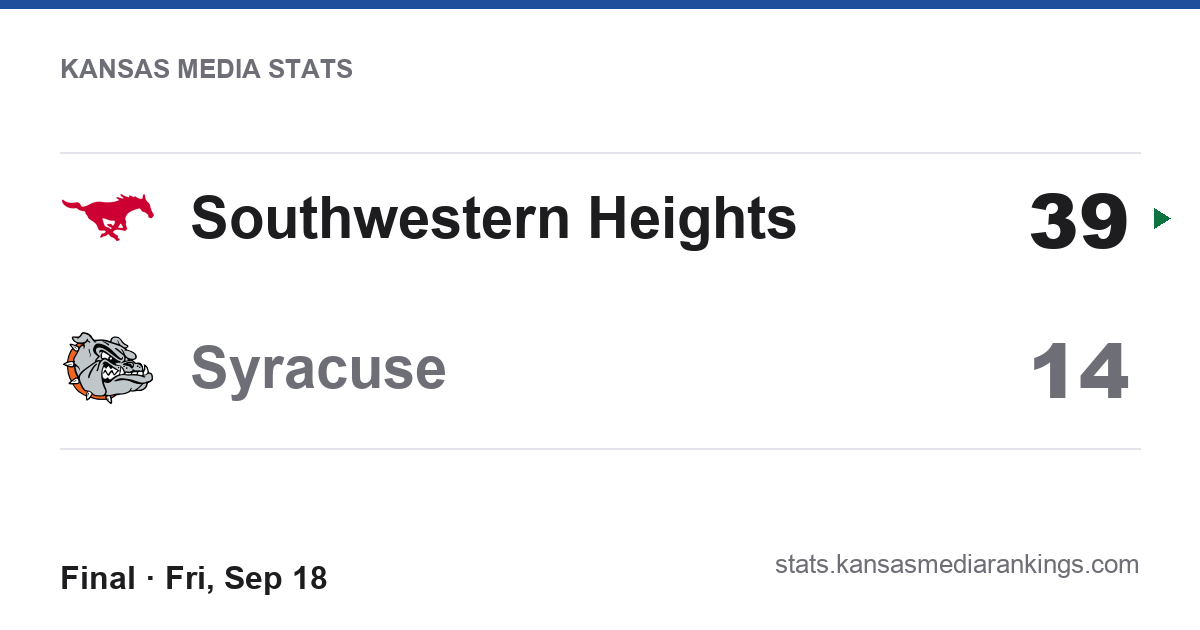 KANSAS MEDIA STATS
Southwestern Heights 39
Syracuse 14
Final · Fri, Sep 18
stats.kansasmediarankings.com